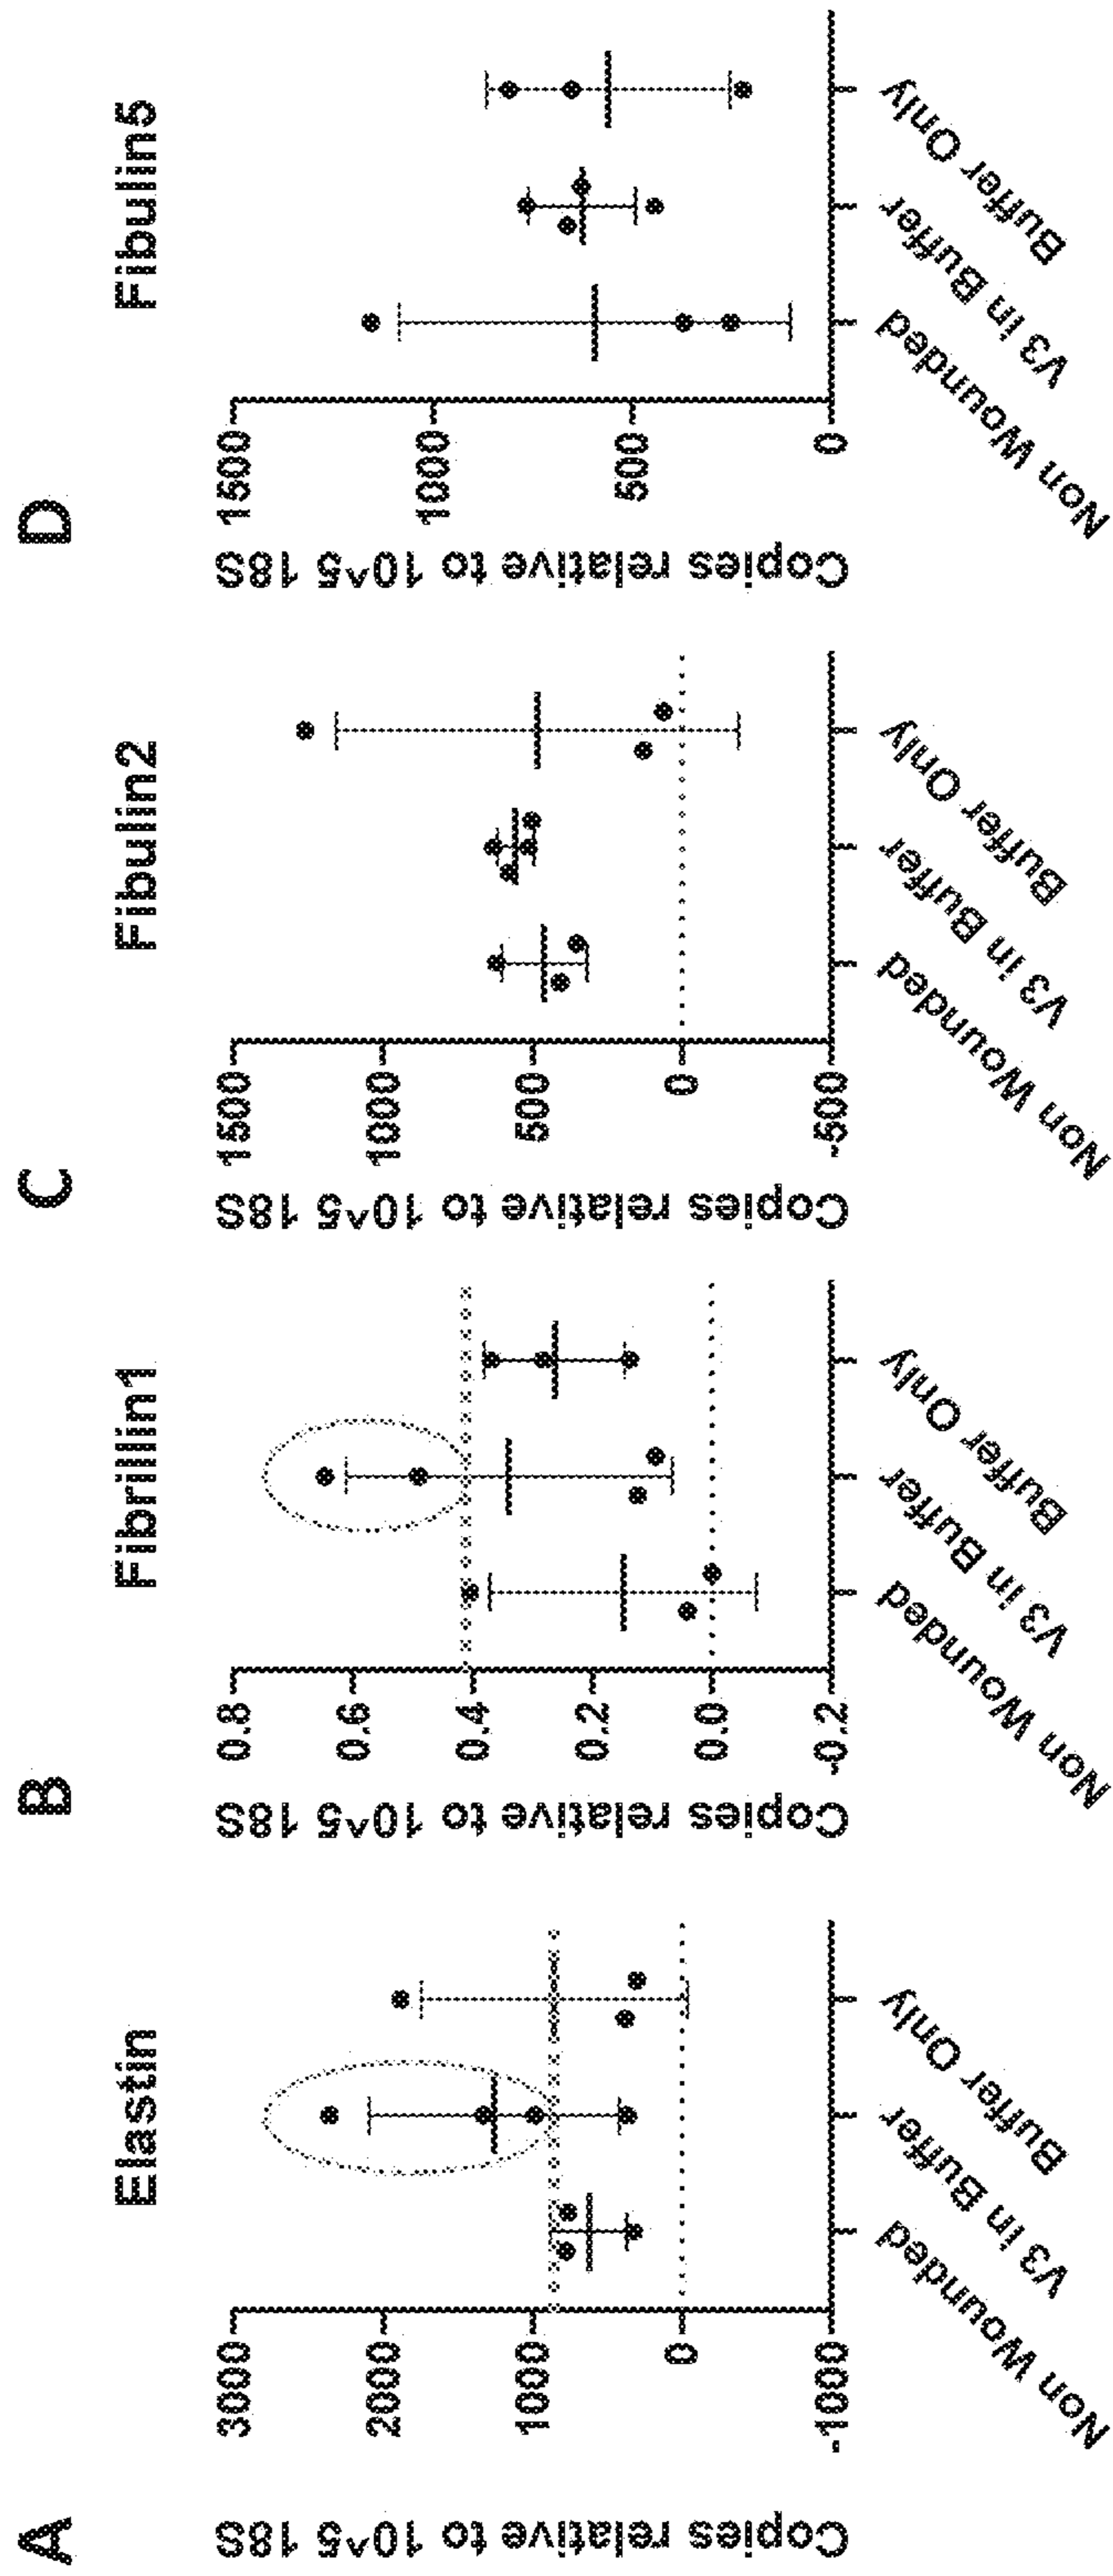 A
Elastin
Copies relative to 10^5 18S
3000
2000
1000
0
-1000
Non Wounded
V3 in Buffer
Buffer Only
B
Fibrillin1
Copies relative to 10^5 18S
0.8
0.6
0.4
0.2
0.0
-0.2
Non Wounded
V3 in Buffer
Buffer Only
C
Fibulin2
Copies relative to 10^5 18S
1500
1000
500
0
-500
Non Wounded
V3 in Buffer
Buffer Only
D
Fibulin5
Copies relative to 10^5 18S
1500
1000
500
0
Non Wounded
V3 in Buffer
Buffer Only